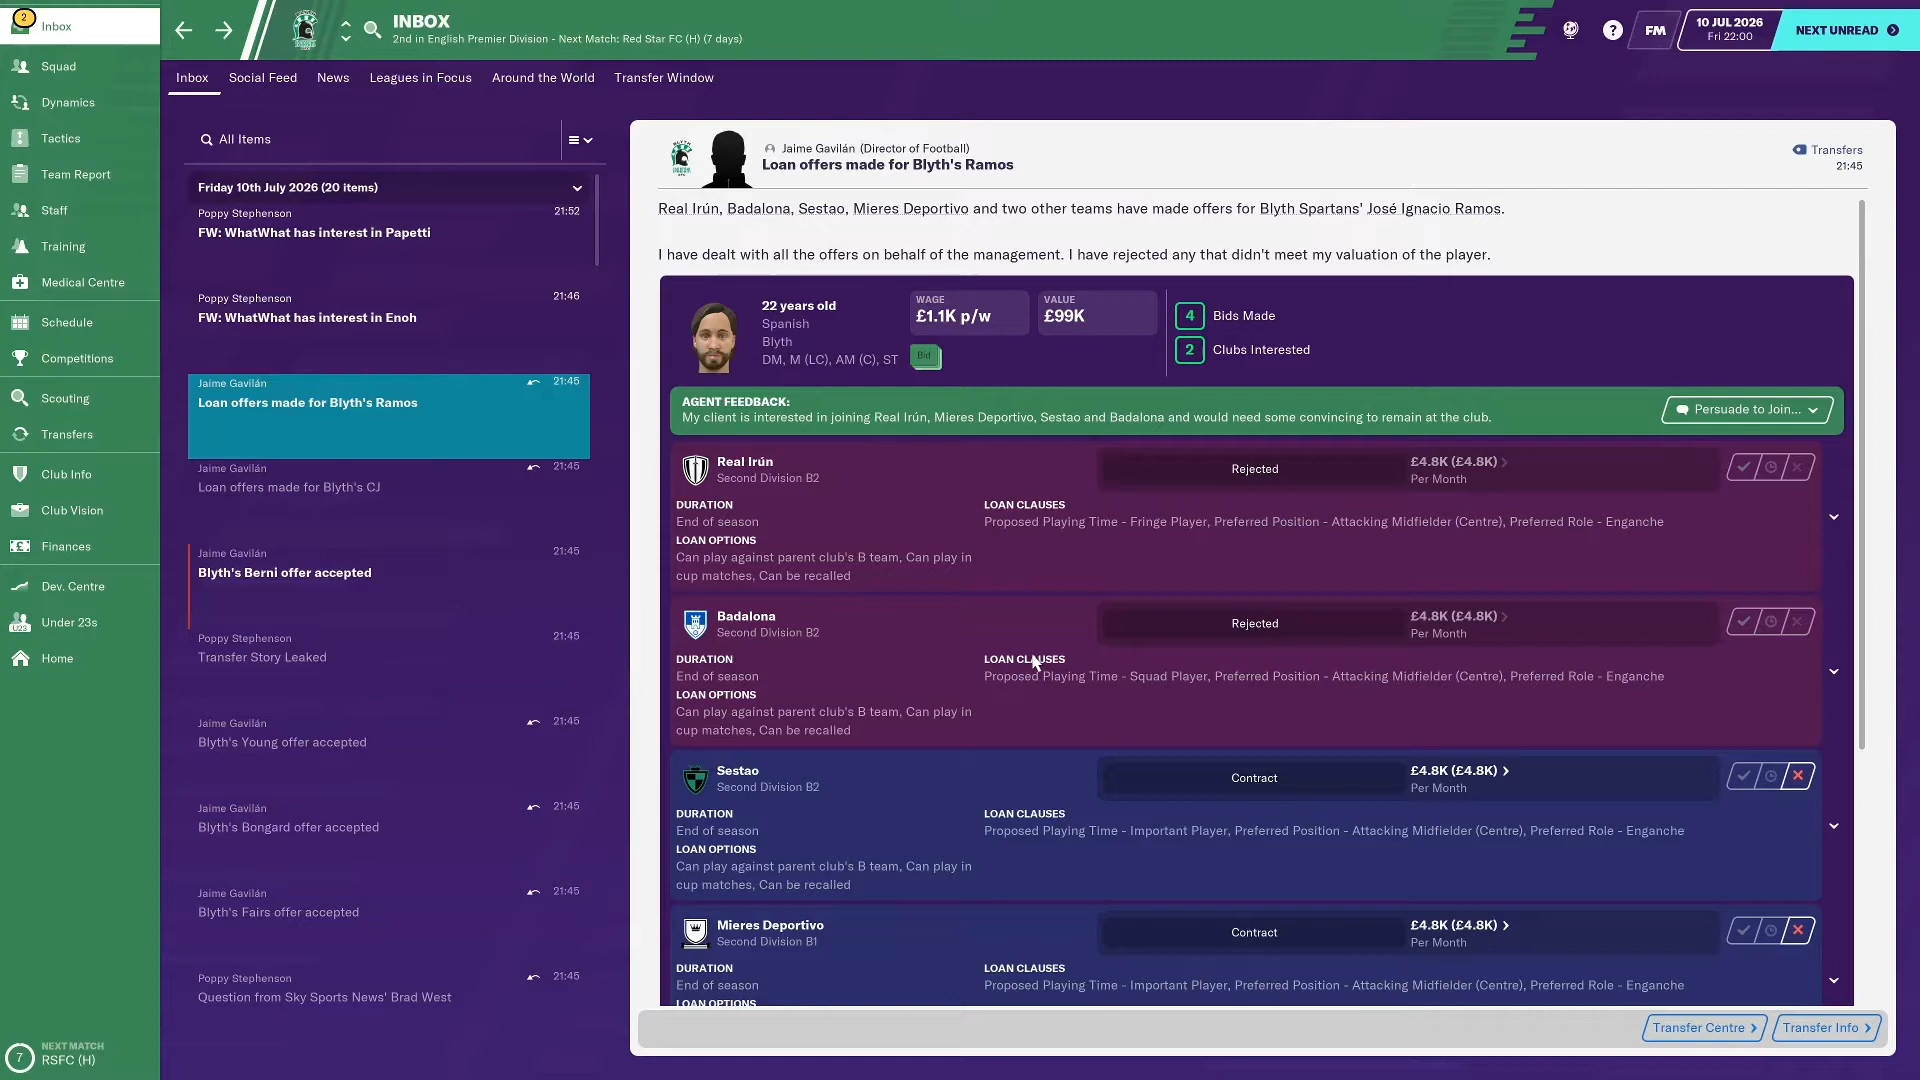 2
Inbox
INBOX
2nd in English Premier Division - Next Match: Red Star FC (H) (7 days)
?
FM
10 JUL 2026
Fri 22:00
NEXT UNREAD
Inbox
Social Feed
News
Leagues in Focus
Around the World
Transfer Window
Squad
Dynamics
Tactics
Team Report
Staff
Training
Medical Centre
Schedule
Competitions
Scouting
Transfers
Club Info
Club Vision
Finances
Dev. Centre
U23
Under 23s
Home
7
NEXT MATCH
RSFC (H)
All Items
Friday 10th July 2026 (20 items)
Poppy Stephenson
21:52
FW: WhatWhat has interest in Papetti
Poppy Stephenson
21:46
FW: WhatWhat has interest in Enoh
Jaime Gavilán
21:45
Loan offers made for Blyth's Ramos
Jaime Gavilán
21:45
Loan offers made for Blyth's CJ
Jaime Gavilán
21:45
Blyth's Berni offer accepted
Poppy Stephenson
21:45
Transfer Story Leaked
Jaime Gavilán
21:45
Blyth's Young offer accepted
Jaime Gavilán
21:45
Blyth's Bongard offer accepted
Jaime Gavilán
21:45
Blyth's Fairs offer accepted
Poppy Stephenson
21:45
Question from Sky Sports News' Brad West
Jaime Gavilán (Director of Football)
Loan offers made for Blyth's Ramos
Transfers
21:45
Real Irún, Badalona, Sestao, Mieres Deportivo and two other teams have made offers for Blyth Spartans' José Ignacio Ramos.
I have dealt with all the offers on behalf of the management. I have rejected any that didn't meet my valuation of the player.
22 years old
Spanish
Blyth
DM, M (LC), AM (C), ST
WAGE
£1.1K p/w
VALUE
£99K
Bid
4 Bids Made
2 Clubs Interested
AGENT FEEDBACK:
My client is interested in joining Real Irún, Mieres Deportivo, Sestao and Badalona and would need some convincing to remain at the club.
Persuade to Join...
Real Irún
Second Division B2
Rejected
£4.8K (£4.8K)
Per Month
DURATION
End of season
LOAN OPTIONS
Can play against parent club's B team, Can play in
cup matches, Can be recalled
LOAN CLAUSES
Proposed Playing Time - Fringe Player, Preferred Position - Attacking Midfielder (Centre), Preferred Role - Enganche
Badalona
Second Division B2
Rejected
£4.8K (£4.8K)
Per Month
DURATION
End of season
LOAN OPTIONS
Can play against parent club's B team, Can play in
cup matches, Can be recalled
LOAN CLAUSES
Proposed Playing Time - Squad Player, Preferred Position - Attacking Midfielder (Centre), Preferred Role - Enganche
Sestao
Second Division B2
Contract
£4.8K (£4.8K)
Per Month
DURATION
End of season
LOAN OPTIONS
Can play against parent club's B team, Can play in
cup matches, Can be recalled
LOAN CLAUSES
Proposed Playing Time - Important Player, Preferred Position - Attacking Midfielder (Centre), Preferred Role - Enganche
Mieres Deportivo
Second Division B1
Contract
£4.8K (£4.8K)
Per Month
DURATION
End of season
LOAN OPTIONS
LOAN CLAUSES
Proposed Playing Time - Important Player, Preferred Position - Attacking Midfielder (Centre), Preferred Role - Enganche
Transfer Centre
Transfer Info